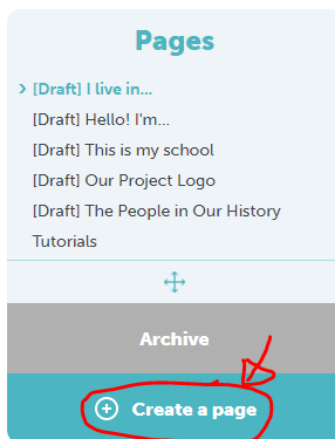 Pages
[Draft] I live in...
[Draft] Hello! I'm...
[Draft] This is my school
[Draft] Our Project Logo
[Draft] The People in Our History
Tutorials
Archive
Create a page